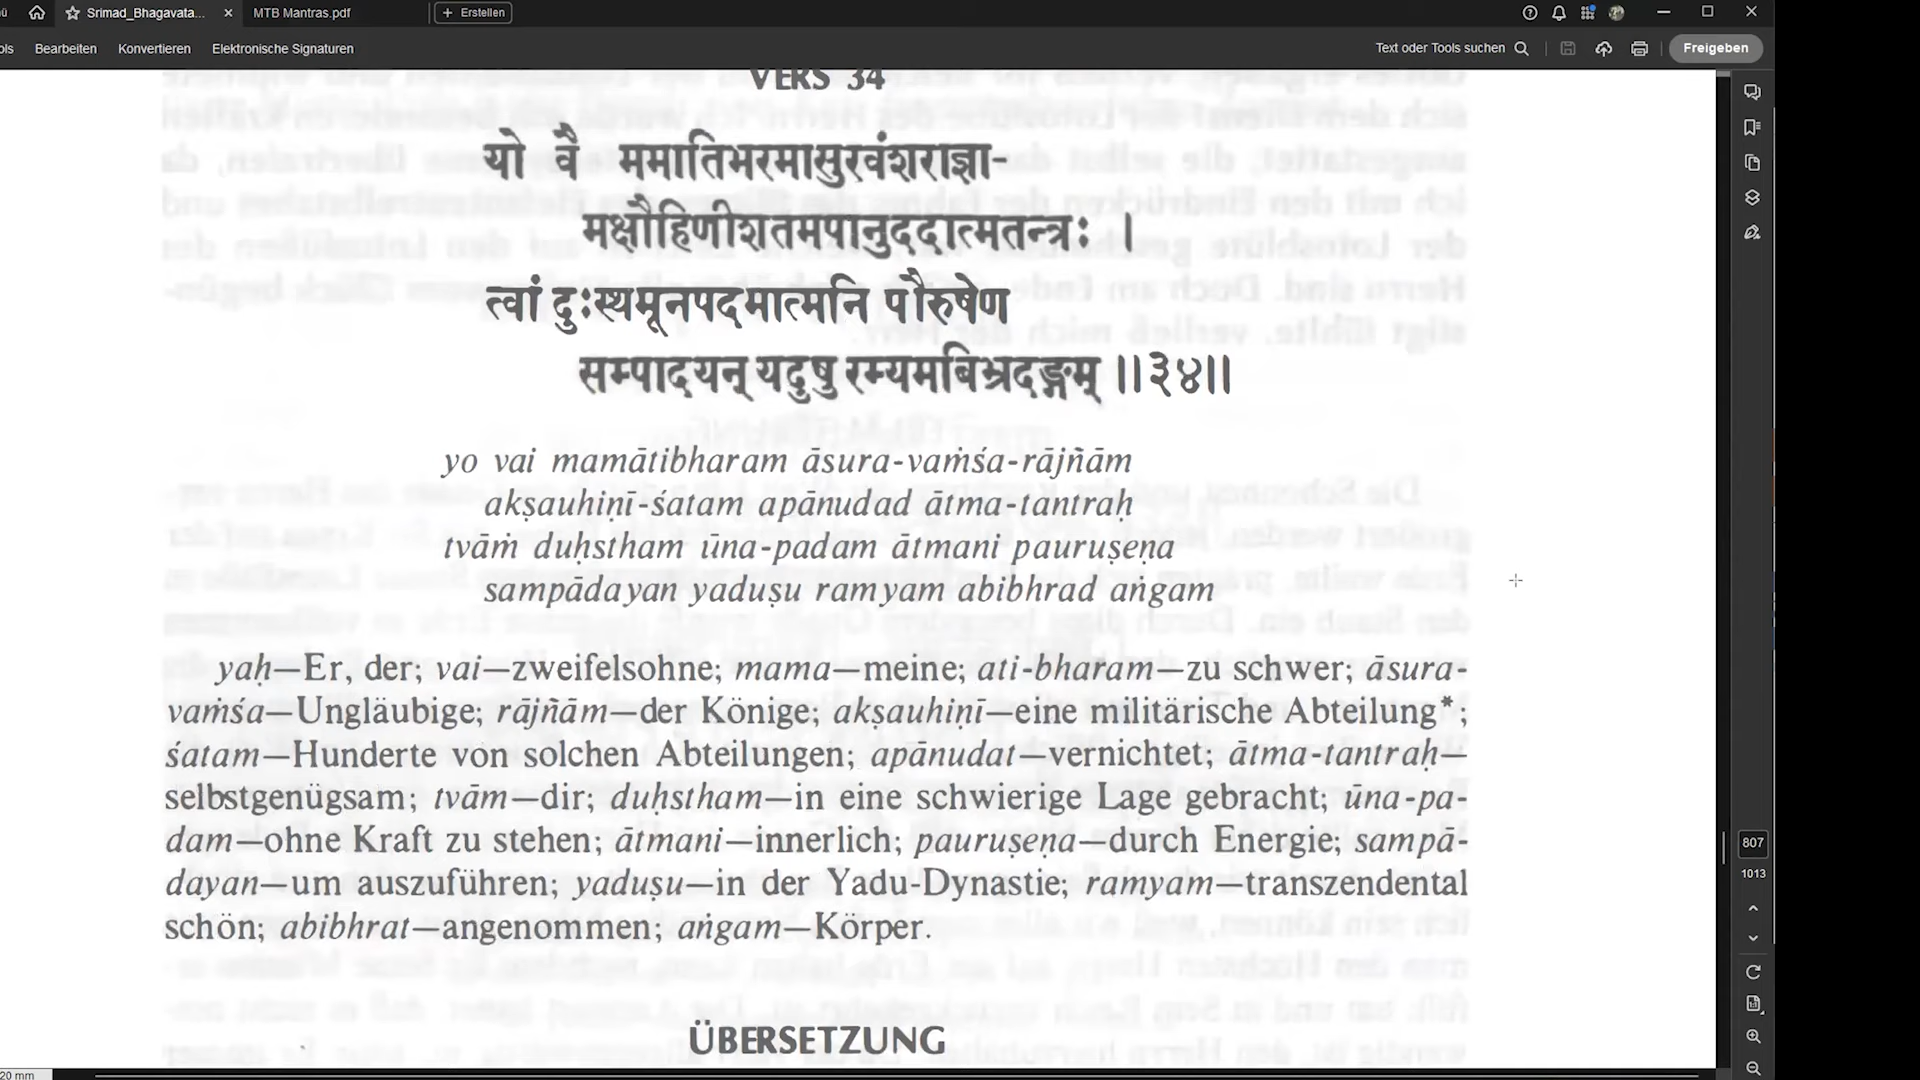 Srimad_Bhagavata... MTB Mantras.pdf Erstellen
Bearbeiten Konvertieren Elektronische Signaturen Text oder Tools suchen Freigeben
VERS 34
यो वै ममातिभरमासुरवंशराज्ञा-
मक्षौहिणीशतमपानुददात्मतन्त्रः ।
त्वां दुःस्थमूनपदमात्मनि पौरुषेण
सम्पादयन् यदुषु रम्यमबिभ्रदङ्गम् ॥३४॥
yo vai mamātibharam āsura-vaṁśa-rājñām
akṣauhiṇī-śatam apānudad ātma-tantraḥ
tvāṁ duḥstham ūna-padam ātmani pauruṣeṇa
sampādayan yaduṣu ramyam abibhrad aṅgam
yaḥ—Er, der; vai—zweifelsohne; mama—meine; ati-bharam—zu schwer; āsura-
vaṁśa—Ungläubige; rājñām—der Könige; akṣauhiṇī—eine militärische Abteilung*;
śatam—Hunderte von solchen Abteilungen; apānudat—vernichtet; ātma-tantraḥ—
selbstgenügsam; tvām—dir; duḥstham—in eine schwierige Lage gebracht; ūna-pa-
dam—ohne Kraft zu stehen; ātmani—innerlich; pauruṣeṇa—durch Energie; sampā-
dayan—um auszuführen; yaduṣu—in der Yadu-Dynastie; ramyam—transzendental
schön; abibhrat—angenommen; aṅgam—Körper.
ÜBERSETZUNG
807
1013
20 mm